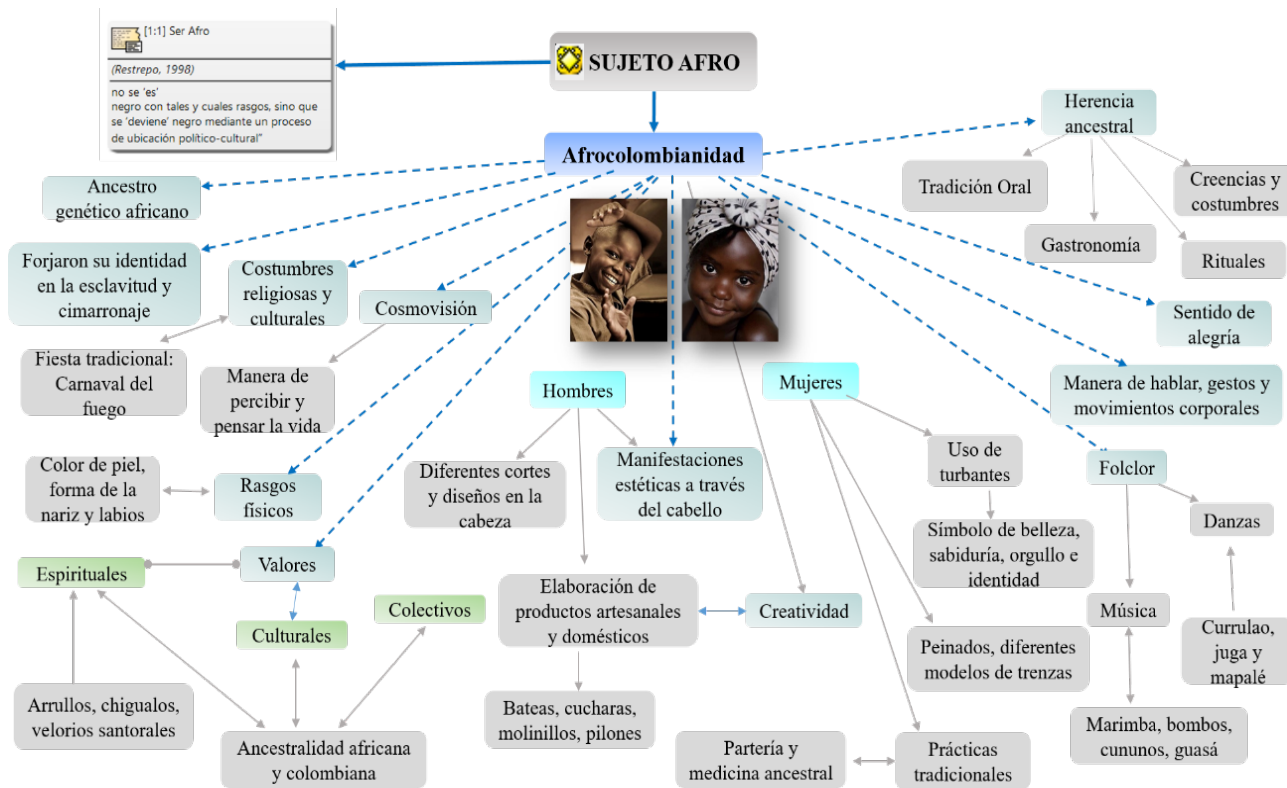 [1:1] Ser Afro
(Restrepo, 1998)
no se 'es'
negro con tales y cuales rasgos, sino que
se 'deviene' negro mediante un proceso
de ubicación político-cultural"
SUJETO AFRO
Afrocolombianidad
Herencia
ancestral
Tradición Oral
Creencias y
costumbres
Gastronomía
Rituales
Ancestro
genético africano
Forjaron su identidad
en la esclavitud y
cimarronaje
Costumbres
religiosas y
culturales
Cosmovisión
Sentido de
alegría
Fiesta tradicional:
Carnaval del
fuego
Manera de
percibir y
pensar la vida
Hombres
Mujeres
Manera de hablar, gestos y
movimientos corporales
Color de piel,
forma de la
nariz y labios
Rasgos
físicos
Diferentes cortes
y diseños en la
cabeza
Manifestaciones
estéticas a través
del cabello
Uso de
turbantes
Folclor
Símbolo de belleza,
sabiduría, orgullo e
identidad
Danzas
Espirituales
Valores
Culturales
Colectivos
Elaboración de
productos artesanales
y domésticos
Creatividad
Música
Peinados, diferentes
modelos de trenzas
Currulao,
juga y
mapalé
Arrullos, chigualos,
velorios santorales
Ancestralidad africana
y colombiana
Bateas, cucharas,
molinillos, pilones
Partería y
medicina ancestral
Prácticas
tradicionales
Marimba, bombos,
cununos, guasá